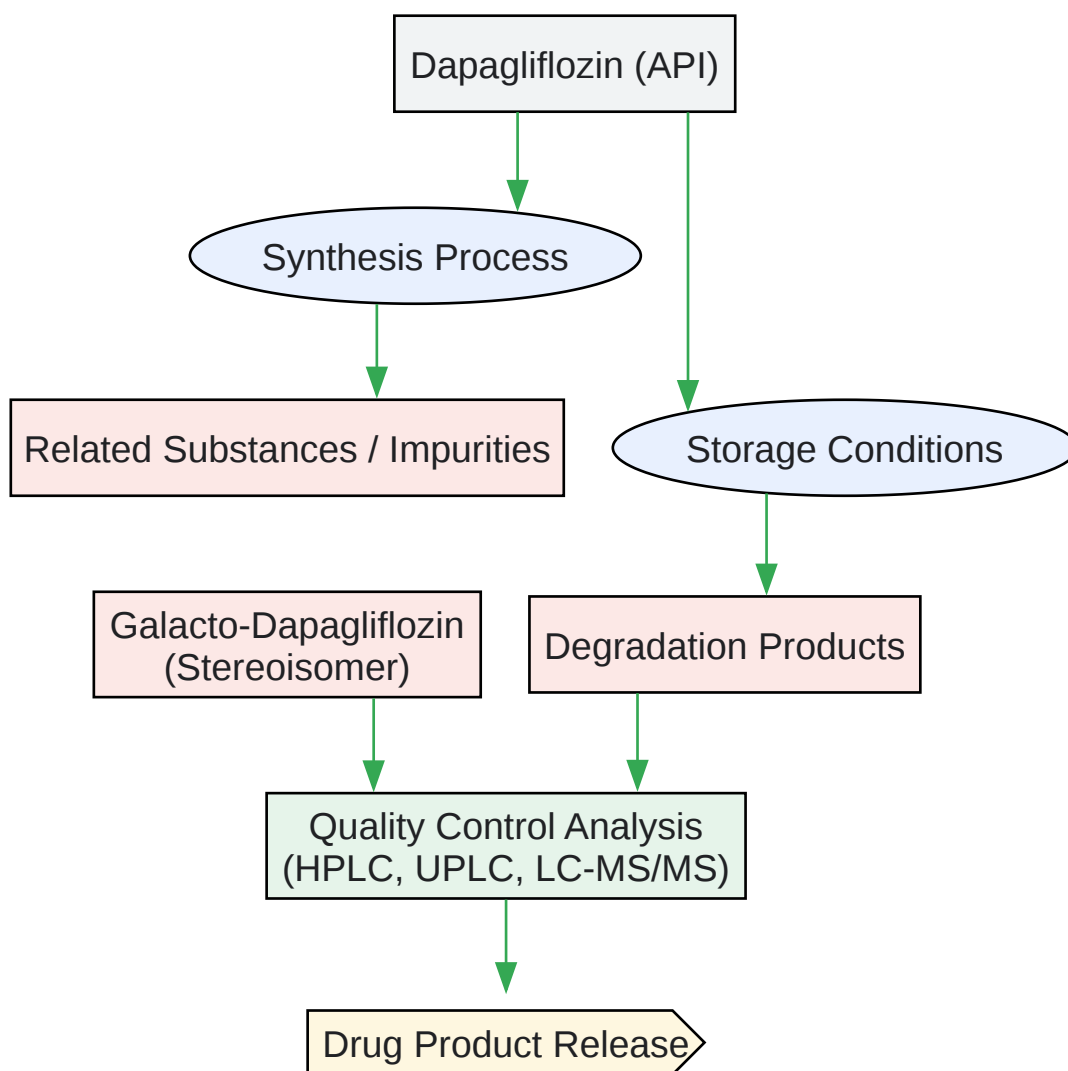 Dapagliflozin (API)
Synthesis Process
Related Substances / Impurities
Storage Conditions
Galacto-Dapagliflozin
(Stereoisomer)
Degradation Products
Quality Control Analysis
(HPLC, UPLC, LC-MS/MS)
Drug Product Release